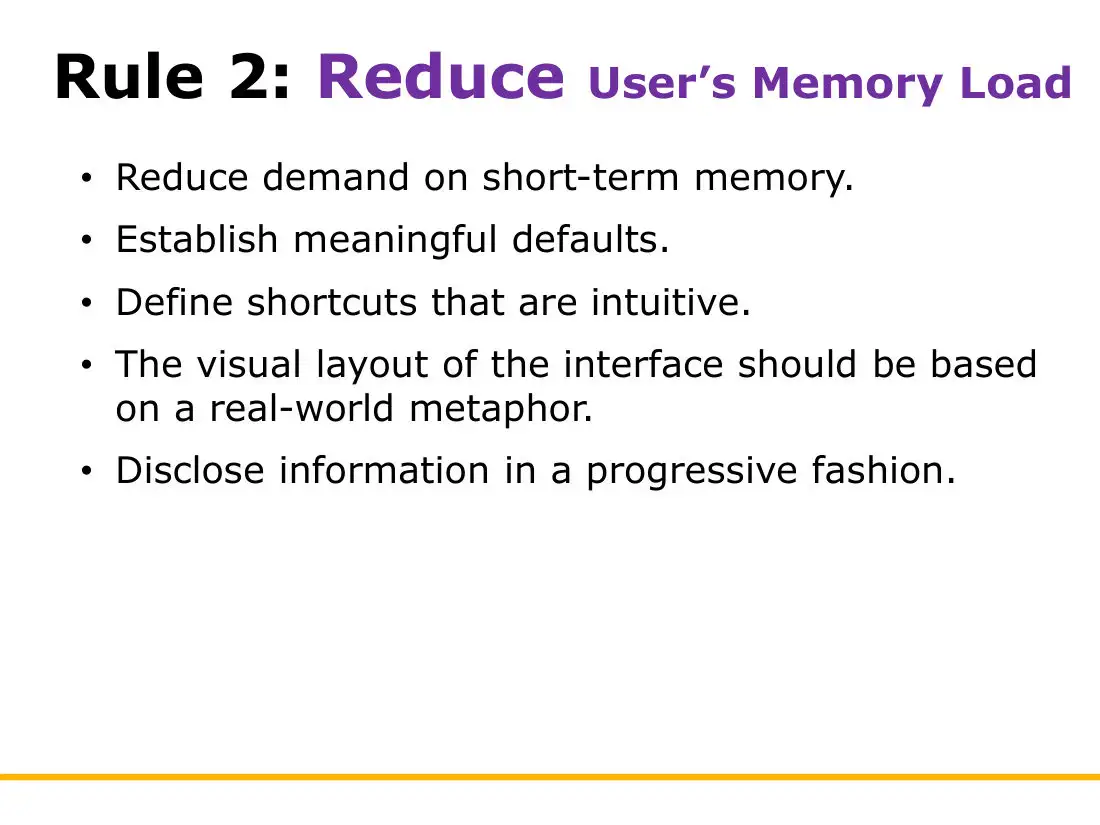 Rule 2: Reduce User’s Memory Load
• Reduce demand on short-term memory.
• Establish meaningful defaults.
• Define shortcuts that are intuitive.
• The visual layout of the interface should be based
on a real-world metaphor.
• Disclose information in a progressive fashion.